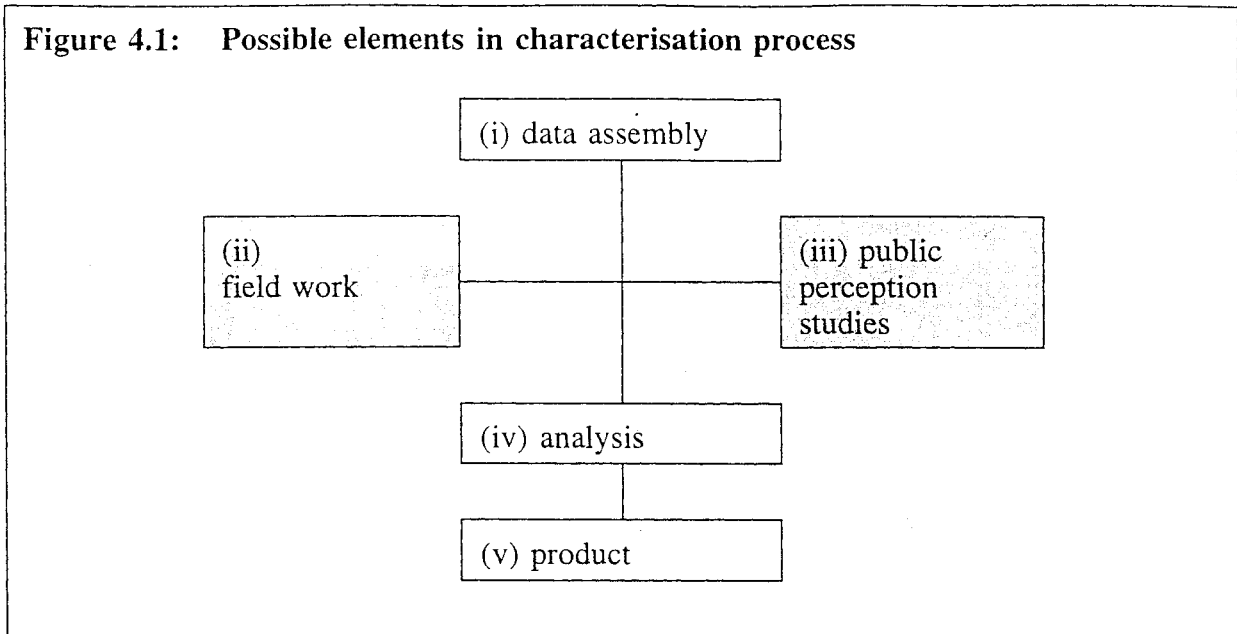 Figure 4.1: Possible elements in characterisation process
(i) data assembly
(ii)
field work
(iii) public
perception
studies
(iv) analysis
(v) product